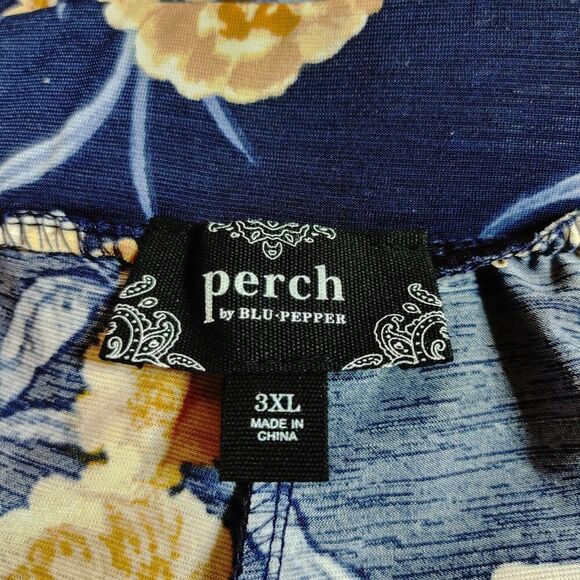 perch
by BLU·PEPPER
3XL
MADE IN
CHINA